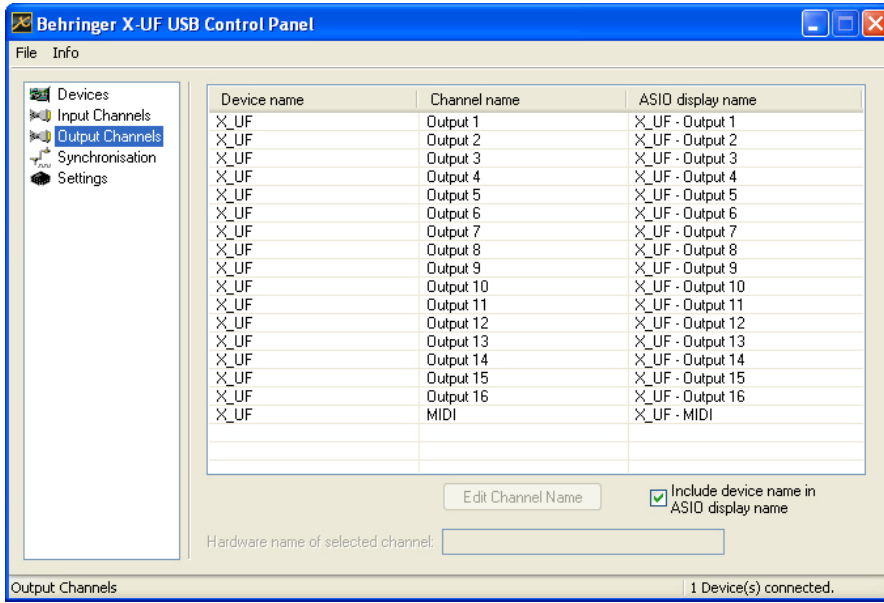 Behringer X-UF USB Control Panel
File Info
Devices
Input Channels
Output Channels
Synchronisation
Settings
Device name Channel name ASIO display name
X_UF Output 1 X_UF - Output 1
X_UF Output 2 X_UF - Output 2
X_UF Output 3 X_UF - Output 3
X_UF Output 4 X_UF - Output 4
X_UF Output 5 X_UF - Output 5
X_UF Output 6 X_UF - Output 6
X_UF Output 7 X_UF - Output 7
X_UF Output 8 X_UF - Output 8
X_UF Output 9 X_UF - Output 9
X_UF Output 10 X_UF - Output 10
X_UF Output 11 X_UF - Output 11
X_UF Output 12 X_UF - Output 12
X_UF Output 13 X_UF - Output 13
X_UF Output 14 X_UF - Output 14
X_UF Output 15 X_UF - Output 15
X_UF Output 16 X_UF - Output 16
X_UF MIDI X_UF - MIDI
Edit Channel Name
Include device name in
ASIO display name
Hardware name of selected channel:
Output Channels
1 Device(s) connected.